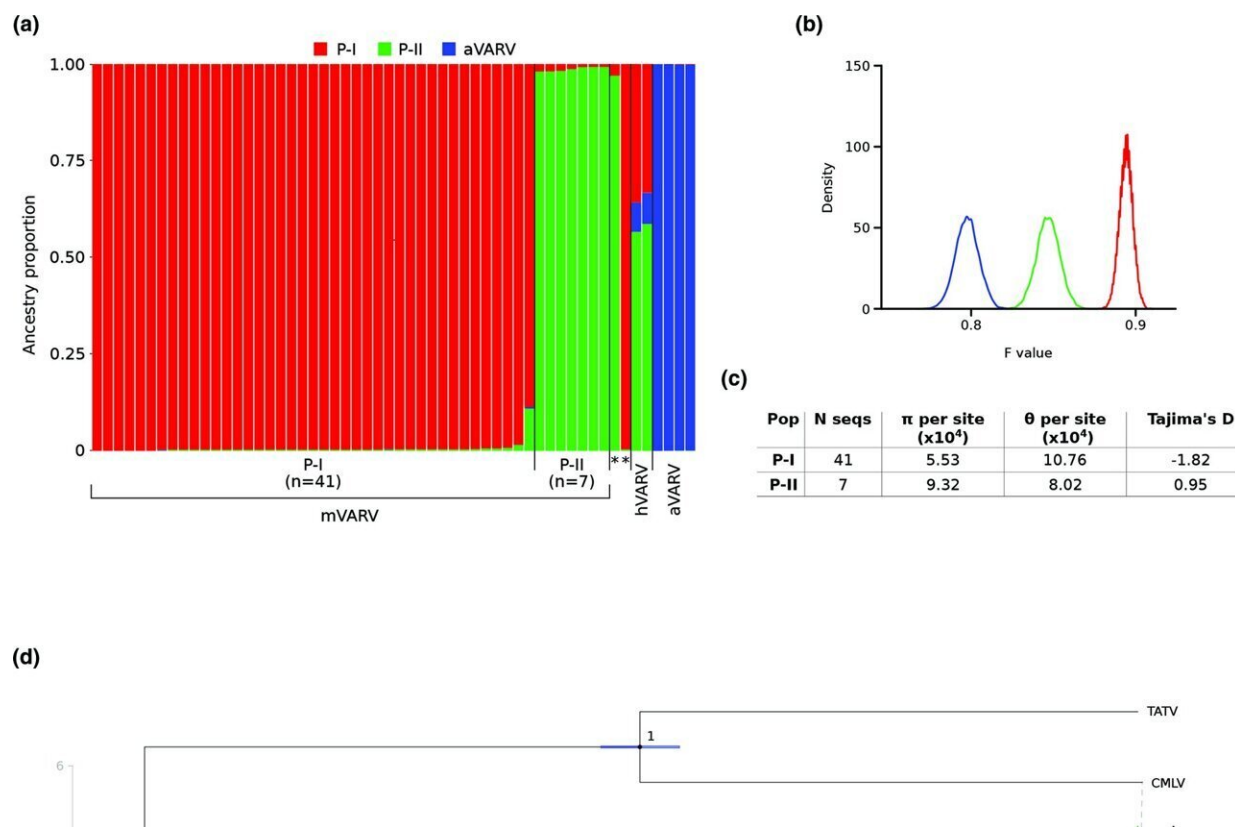 (a)
P-I P-II aVARV
1.00
0.75
0.50
0.25
0
Ancestry proportion
P-I
(n=41)
P-II
(n=7)
**
hVARV
aVARV
mVARV
(b)
150
100
50
0
Density
0.8 0.9
F value
(c)
Pop N seqs π per site (x10⁴) θ per site (x10⁴) Tajima's D
P-I 41 5.53 10.76 -1.82
P-II 7 9.32 8.02 0.95
(d)
TATV
1
6
CMLV